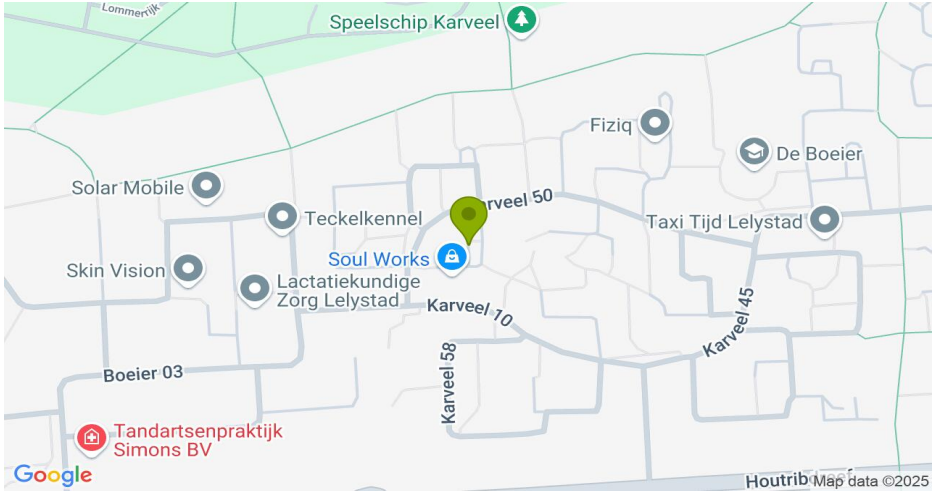 Lommerrijk
Speelschip Karveel
Fiziq
De Boeier
Solar Mobile
Karveel 50
Teckelkennel
Taxi Tijd Lelystad
Soul Works
Skin Vision
Lactatiekundige
Zorg Lelystad
Karveel 10
Karveel 45
Karveel 58
Boeier 03
Tandartsenpraktijk
Simons BV
Google
Houtribdreef
Map data ©2025